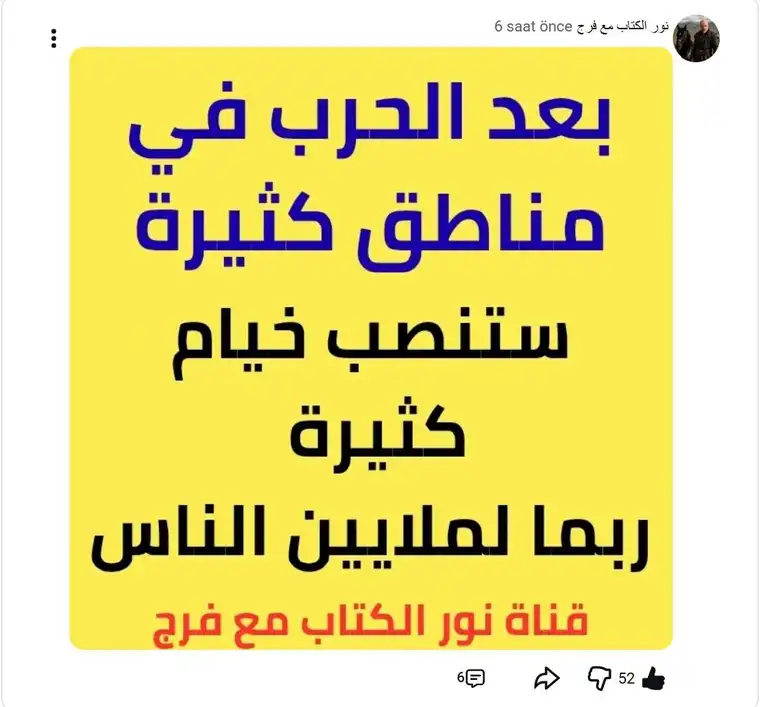 نور الكتاب مع فرج 6 saat önce
بعد الحرب في
مناطق كثيرة
ستنصب خيام
كثيرة
ربما لملايين الناس
قناة نور الكتاب مع فرج
52
6